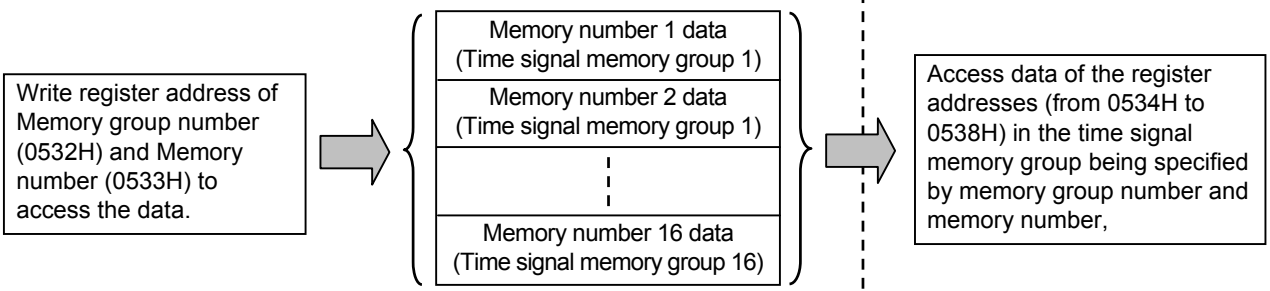 Write register address of
Memory group number
(0532H) and Memory
number (0533H) to
access the data.
Memory number 1 data
(Time signal memory group 1)
Memory number 2 data
(Time signal memory group 1)
Memory number 16 data
(Time signal memory group 16)
Access data of the register
addresses (from 0534H to
0538H) in the time signal
memory group being specified
by memory group number and
memory number,